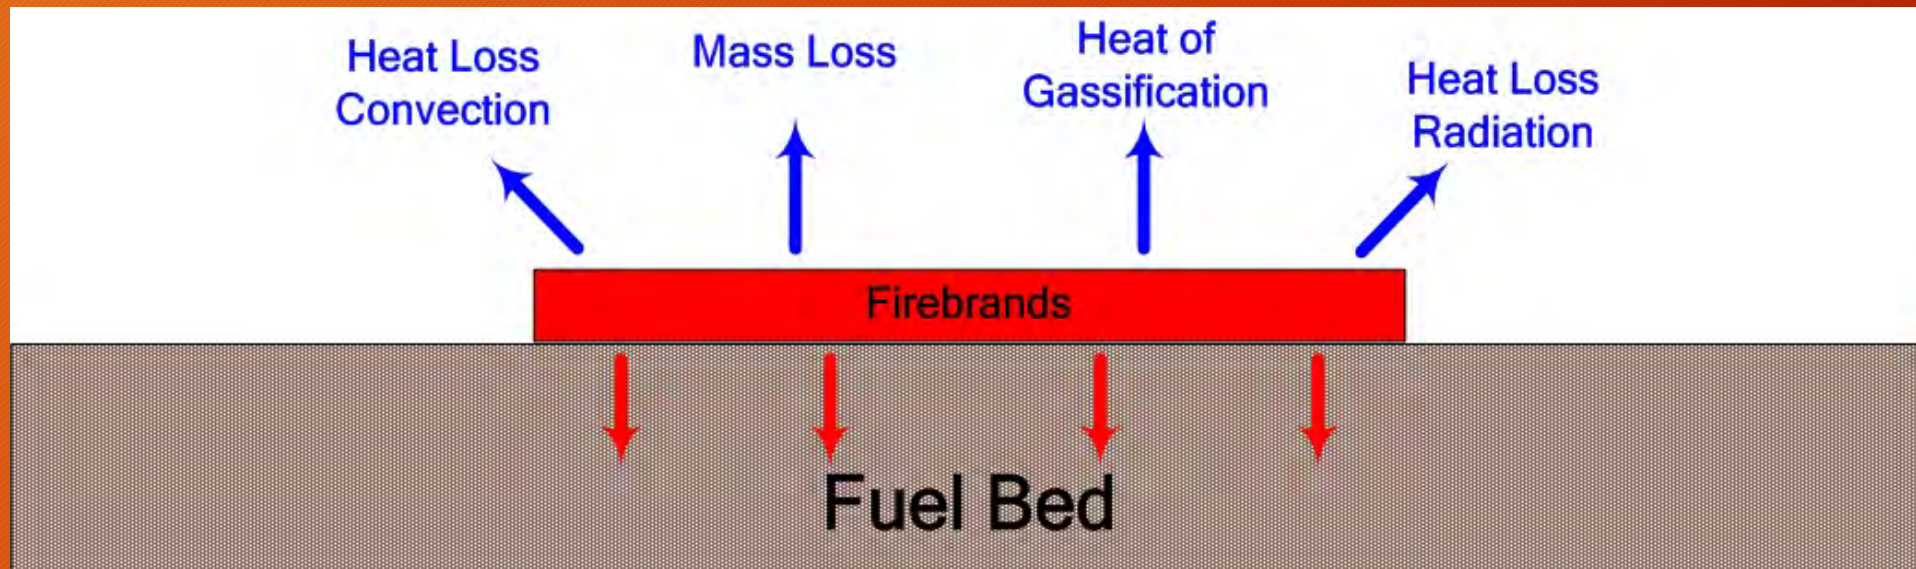 Heat Loss
Convection
Mass Loss
Heat of
Gassification
Heat Loss
Radiation
Firebrands
Fuel Bed